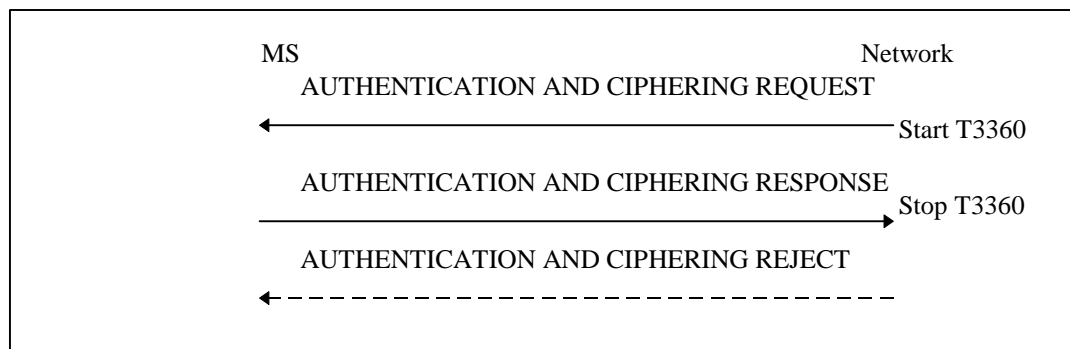 MS Network
AUTHENTICATION AND CIPHERING REQUEST
Start T3360
AUTHENTICATION AND CIPHERING RESPONSE
Stop T3360
AUTHENTICATION AND CIPHERING REJECT